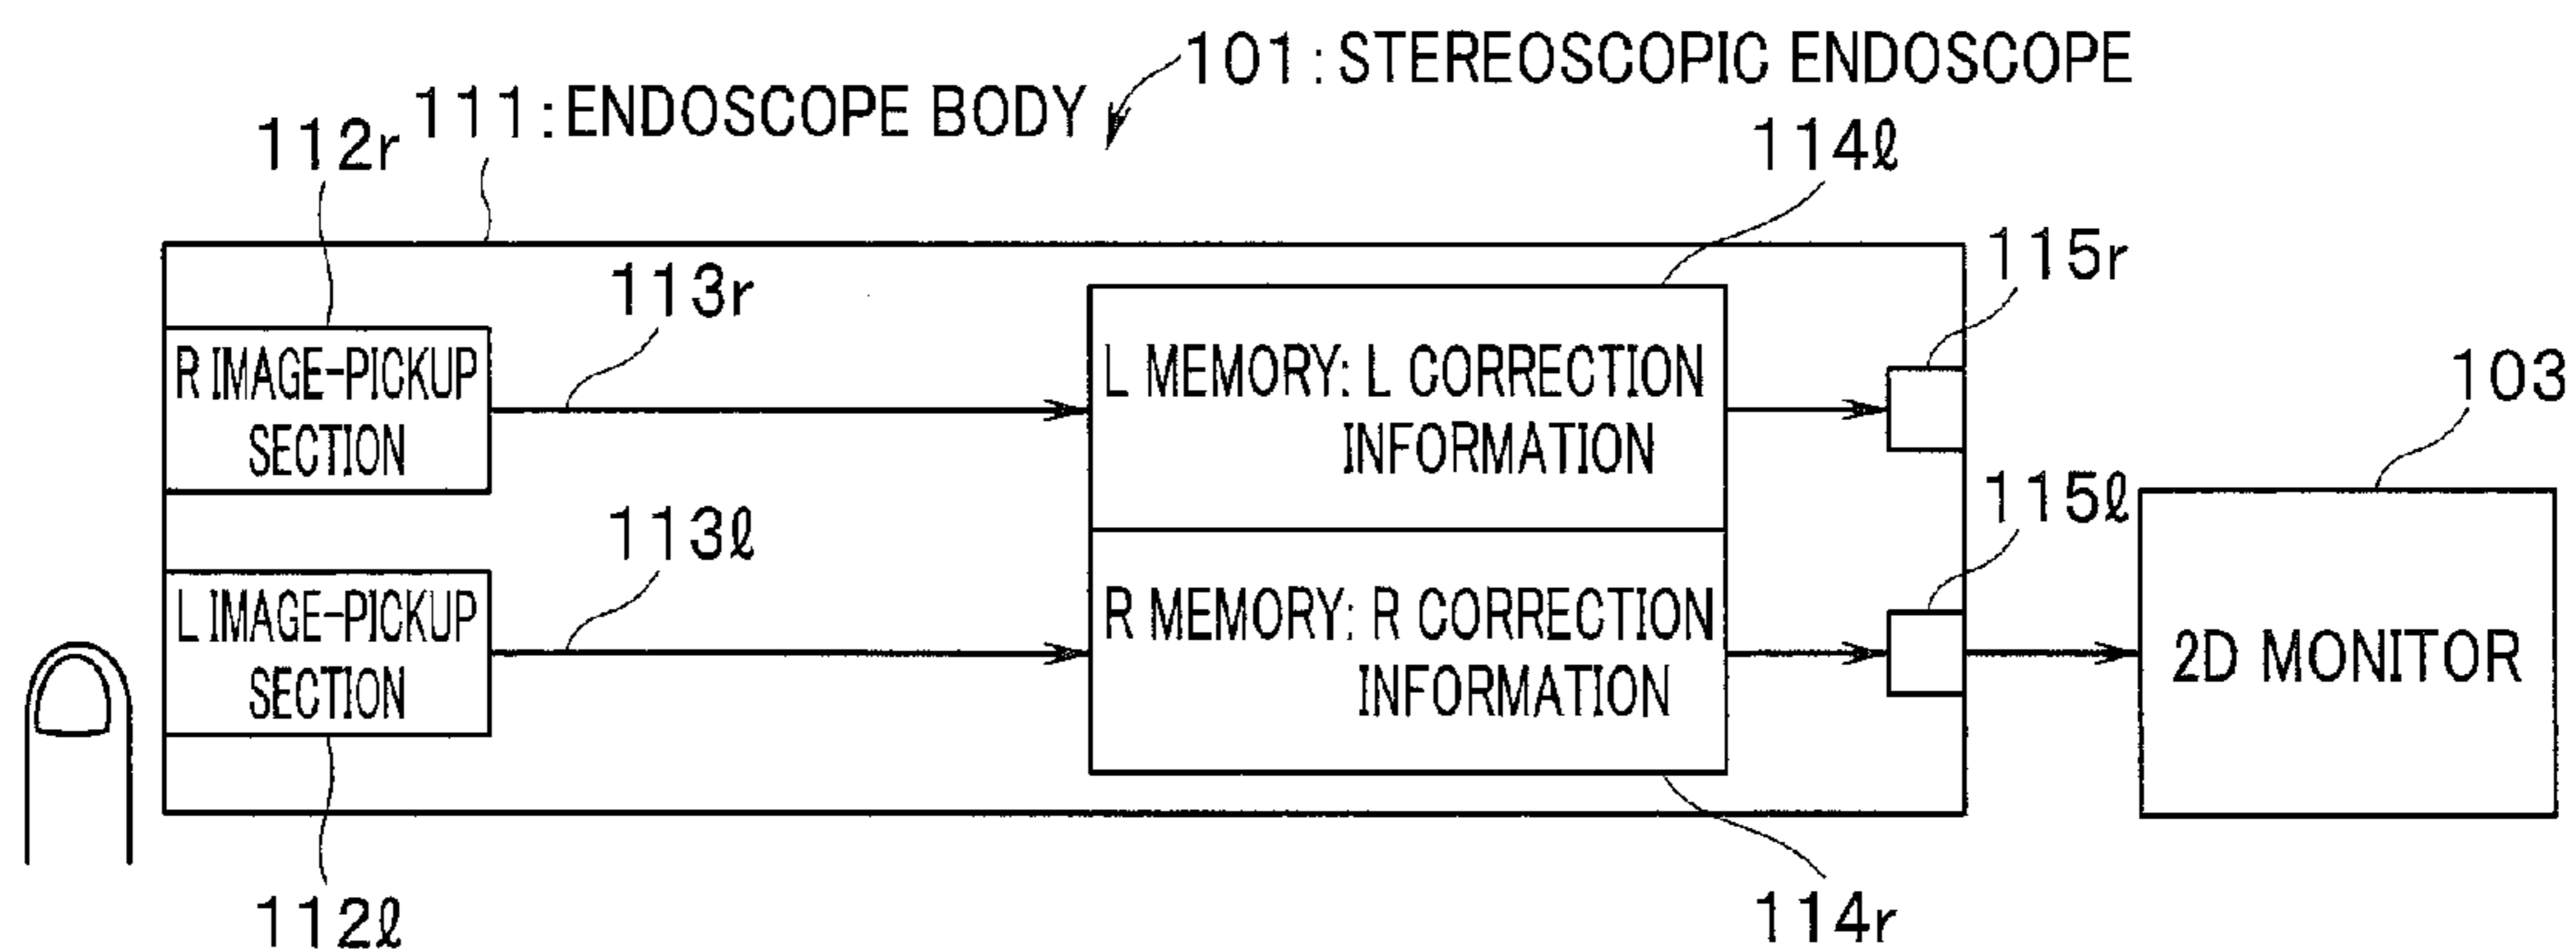 101:STEREOSCOPIC ENDOSCOPE
111:ENDOSCOPE BODY
112r
114ℓ
115r
113r
R IMAGE-PICKUP
SECTION
L MEMORY: L CORRECTION
INFORMATION
103
113ℓ
115ℓ
L IMAGE-PICKUP
SECTION
R MEMORY: R CORRECTION
INFORMATION
2D MONITOR
112ℓ
114r